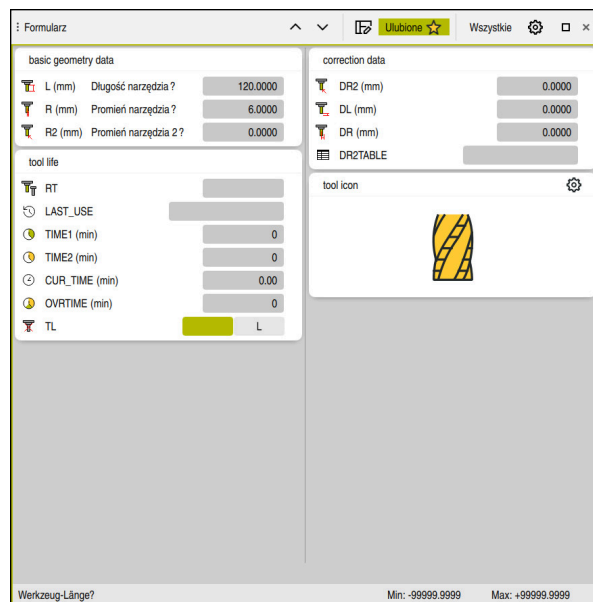 Formularz
Ulubione
Wszystkie
basic geometry data
L (mm) Długość narzędzia? 120.0000
R (mm) Promień narzędzia? 6.0000
R2 (mm) Promień narzędzia 2? 0.0000
tool life
RT
LAST_USE
TIME1 (min) 0
TIME2 (min) 0
CUR_TIME (min) 0.00
OVRTIME (min) 0
TL L
correction data
DR2 (mm) 0.0000
DL (mm) 0.0000
DR (mm) 0.0000
DR2TABLE
tool icon
Werkzeug-Länge? Min: -99999.9999 Max: +99999.9999